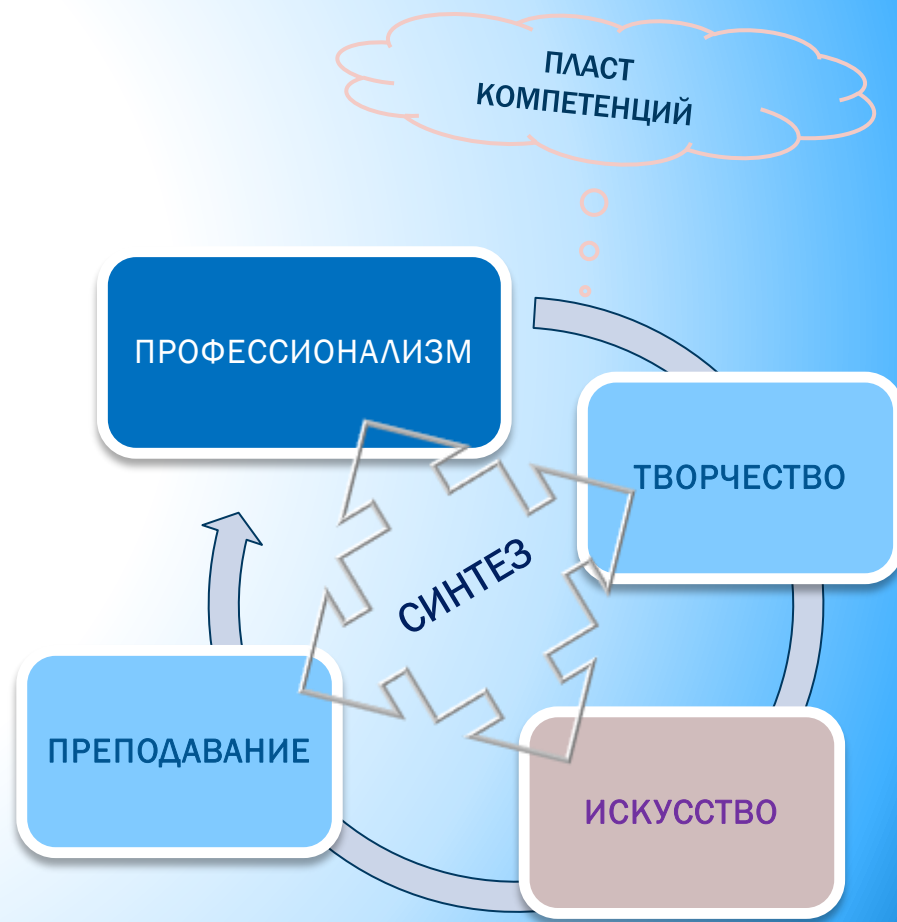 ПЛАСТ
КОМПЕТЕНЦИЙ
ПРОФЕССИОНАЛИЗМ
ТВОРЧЕСТВО
СИНТЕЗ
ПРЕПОДАВАНИЕ
ИСКУССТВО